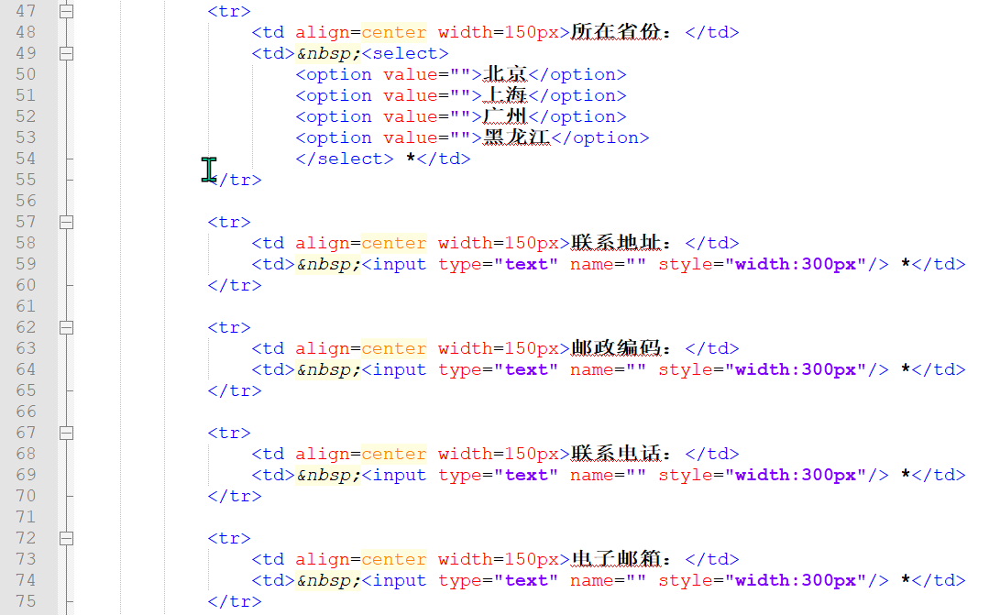 47 <tr>
48 <td align=center width=150px>所在省份：</td>
49 <td>&nbsp;<select>
50 <option value="">北京</option>
51 <option value="">上海</option>
52 <option value="">广州</option>
53 <option value="">黑龙江</option>
54 </select> *</td>
55 </tr>
56
57 <tr>
58 <td align=center width=150px>联系地址：</td>
59 <td>&nbsp;<input type="text" name="" style="width:300px"/> *</td>
60 </tr>
61
62 <tr>
63 <td align=center width=150px>邮政编码：</td>
64 <td>&nbsp;<input type="text" name="" style="width:300px"/> *</td>
65 </tr>
66
67 <tr>
68 <td align=center width=150px>联系电话：</td>
69 <td>&nbsp;<input type="text" name="" style="width:300px"/> *</td>
70 </tr>
71
72 <tr>
73 <td align=center width=150px>电子邮箱：</td>
74 <td>&nbsp;<input type="text" name="" style="width:300px"/> *</td>
75 </tr>